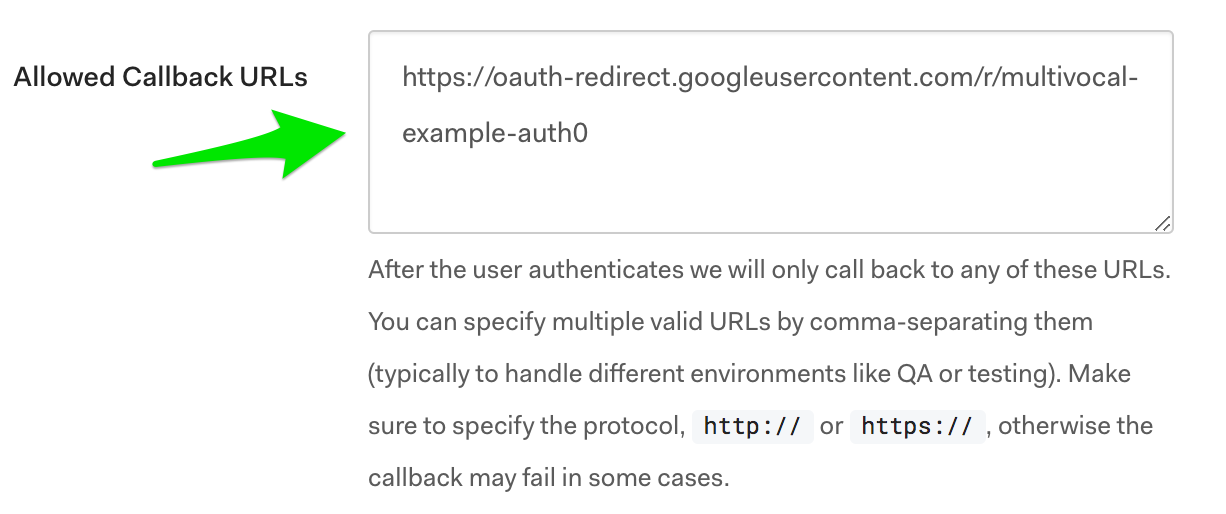 Allowed Callback URLs
https://oauth-redirect.googleusercontent.com/r/multivocal-
example-auth0
After the user authenticates we will only call back to any of these URLs.
You can specify multiple valid URLs by comma-separating them
(typically to handle different environments like QA or testing). Make
sure to specify the protocol, http:// or https:// , otherwise the
callback may fail in some cases.